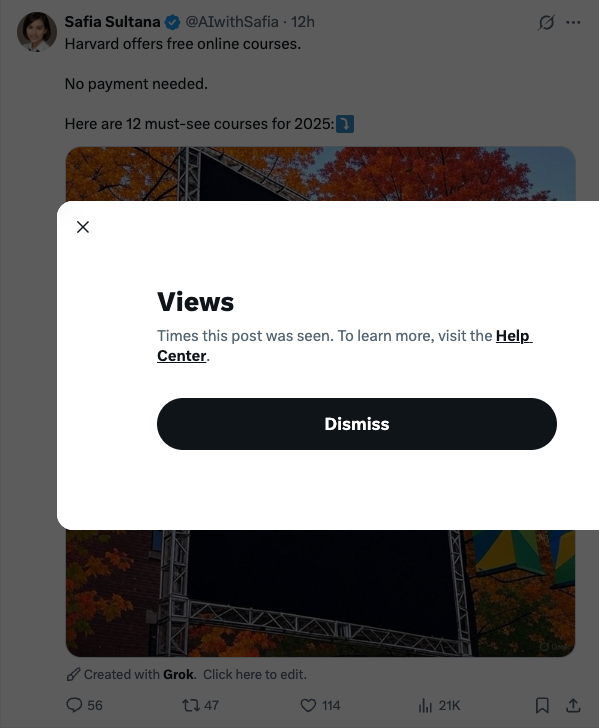 Safia Sultana @AIwithSafia · 12h
Harvard offers free online courses.
No payment needed.
Here are 12 must-see courses for 2025:
Views
Times this post was seen. To learn more, visit the Help
Center.
Dismiss
Created with Grok. Click here to edit.
56 47 114 21K